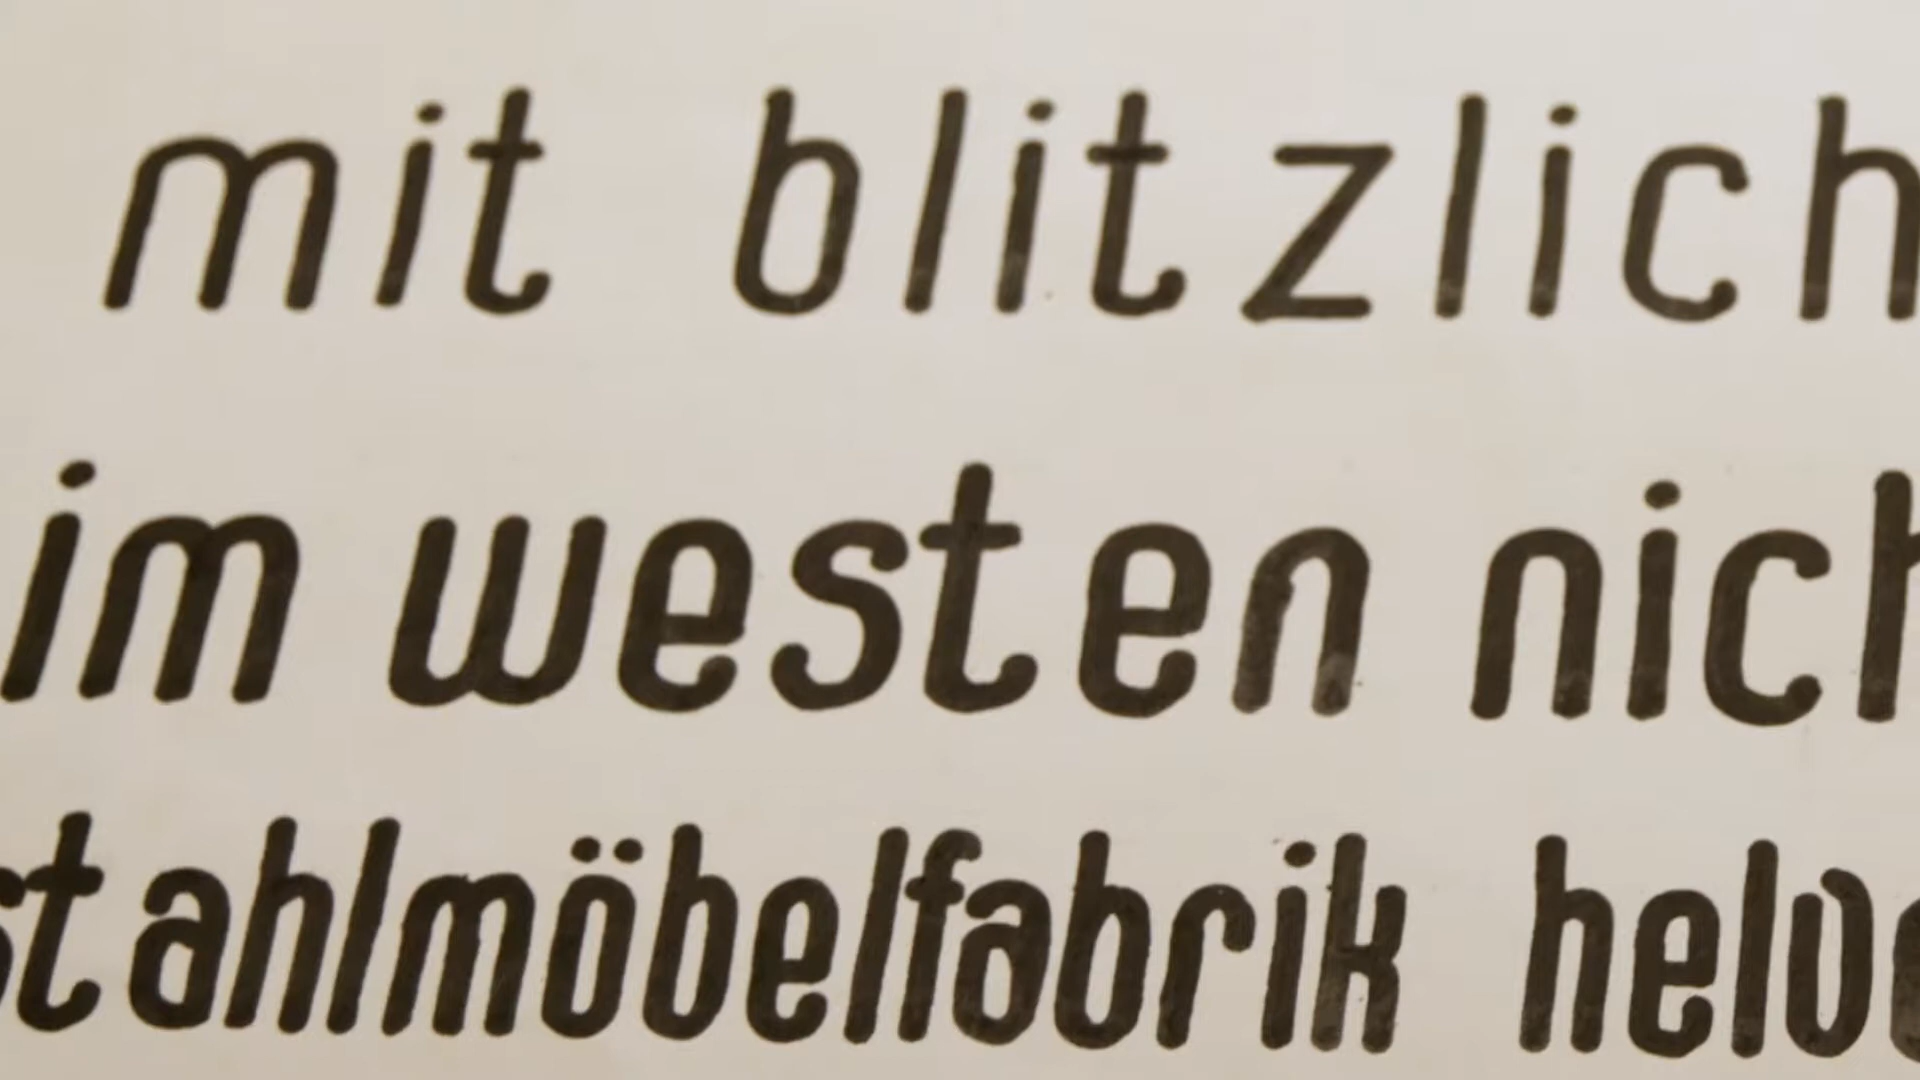 mit blitzlich
im westen nich
stahlmöbelfabrik helv